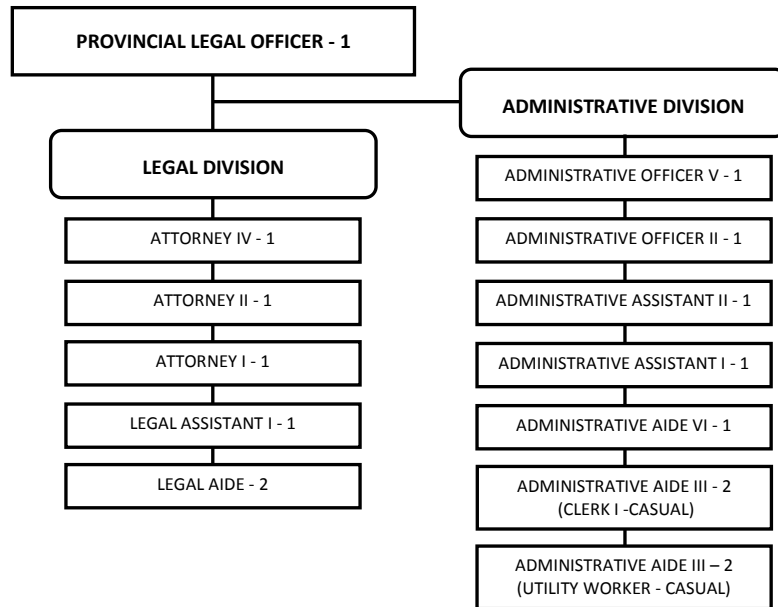 PROVINCIAL LEGAL OFFICER - 1
LEGAL DIVISION
ATTORNEY IV - 1
ATTORNEY II - 1
ATTORNEY I - 1
LEGAL ASSISTANT I - 1
LEGAL AIDE - 2
ADMINISTRATIVE DIVISION
ADMINISTRATIVE OFFICER V - 1
ADMINISTRATIVE OFFICER II - 1
ADMINISTRATIVE ASSISTANT II - 1
ADMINISTRATIVE ASSISTANT I - 1
ADMINISTRATIVE AIDE VI - 1
ADMINISTRATIVE AIDE III - 2
(CLERK I -CASUAL)
ADMINISTRATIVE AIDE III – 2
(UTILITY WORKER - CASUAL)